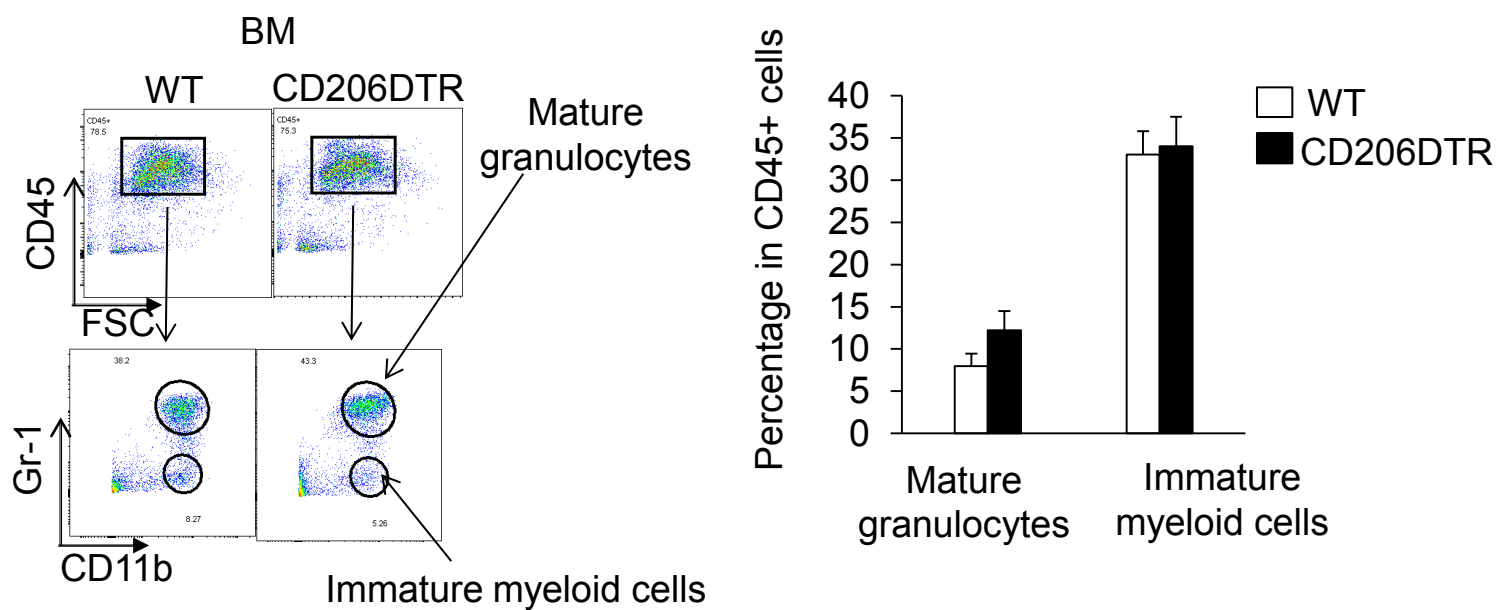 BM
WT
CD206DTR
Mature
granulocytes
CD45+
78.5
CD45+
75.3
CD45
FSC
38.2
43.3
8.27
5.26
Gr-1
CD11b
Immature myeloid cells
Percentage in CD45+ cells
40
35
30
25
20
15
10
5
0
Mature
granulocytes
Immature
myeloid cells
WT
CD206DTR